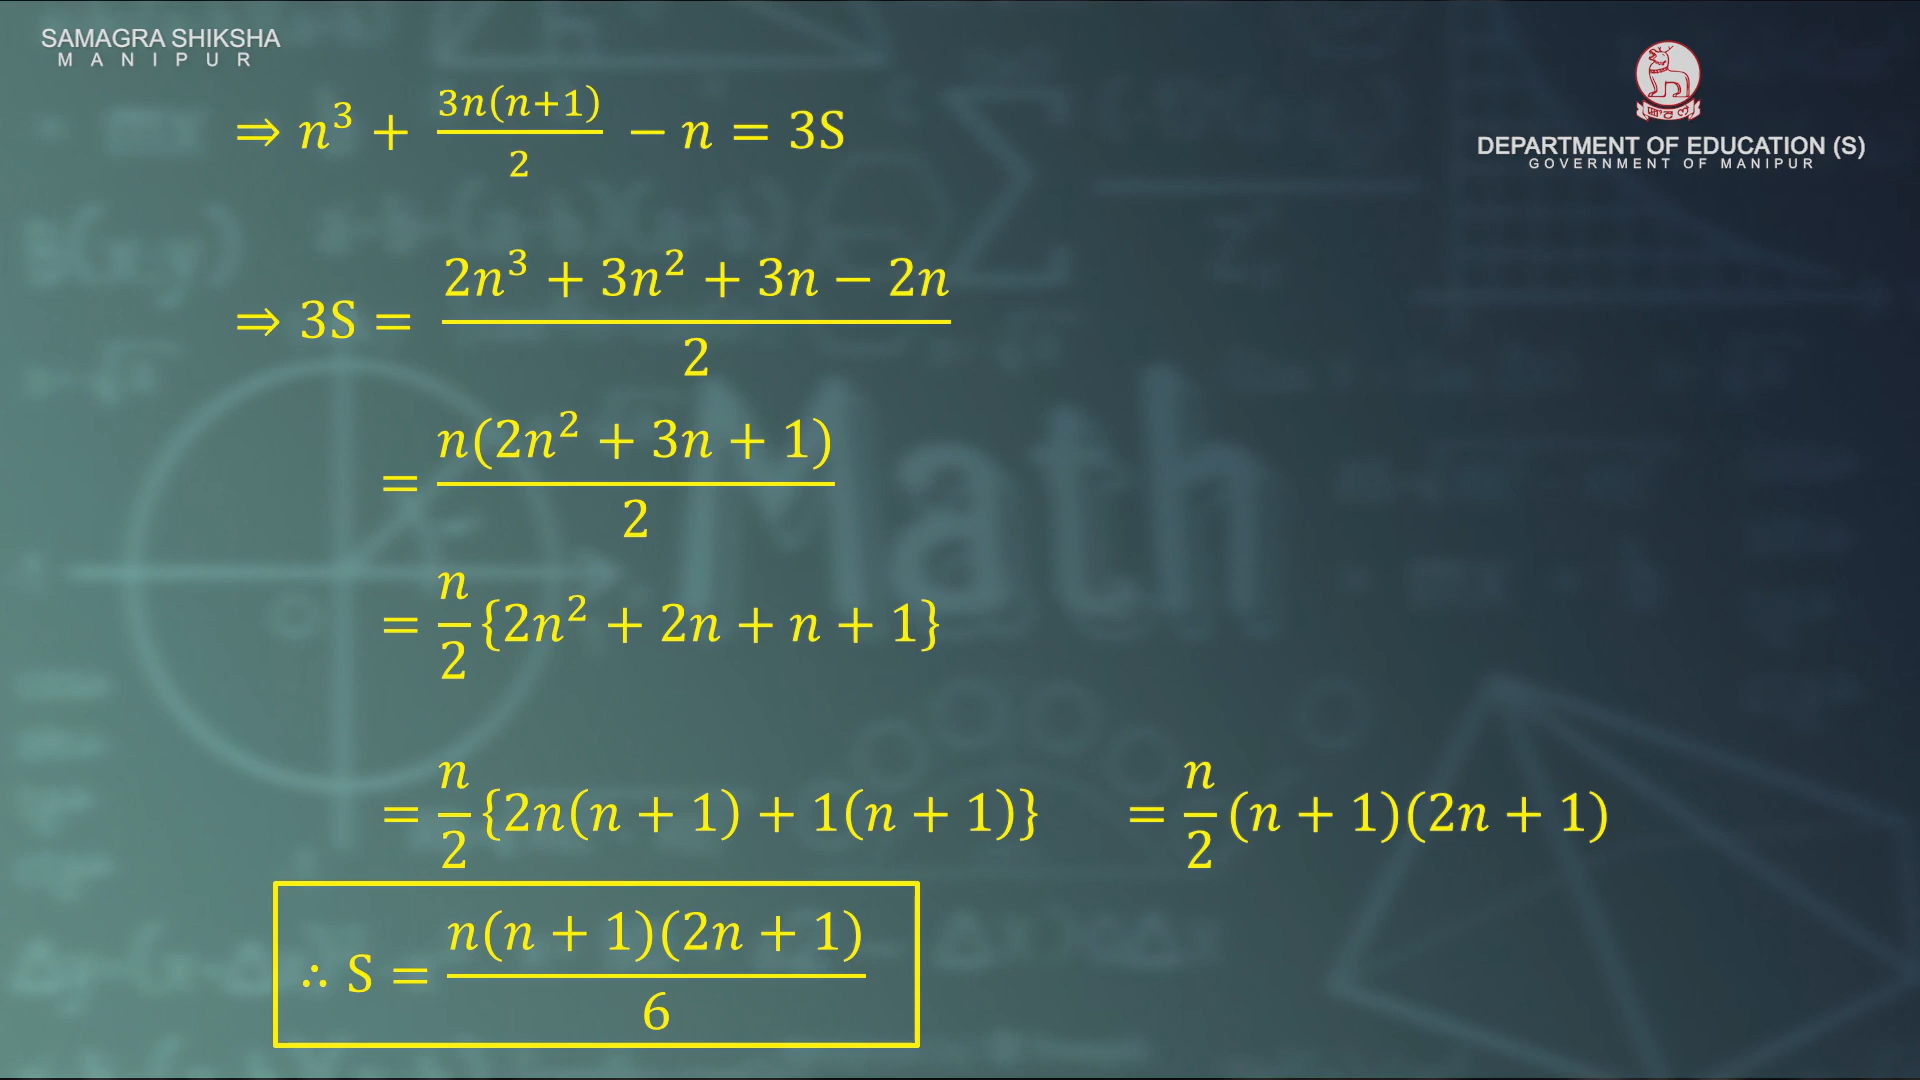 SAMAGRA SHIKSHA
MANIPUR
DEPARTMENT OF EDUCATION (S)
GOVERNMENT OF MANIPUR
⇒ n³ + 3n(n+1)/2 − n = 3S
⇒ 3S = (2n³ + 3n² + 3n − 2n)/2
= n(2n² + 3n + 1)/2
= n/2 {2n² + 2n + n + 1}
= n/2 {2n(n + 1) + 1(n + 1)} = n/2 (n + 1)(2n + 1)
∴ S = n(n + 1)(2n + 1)/6